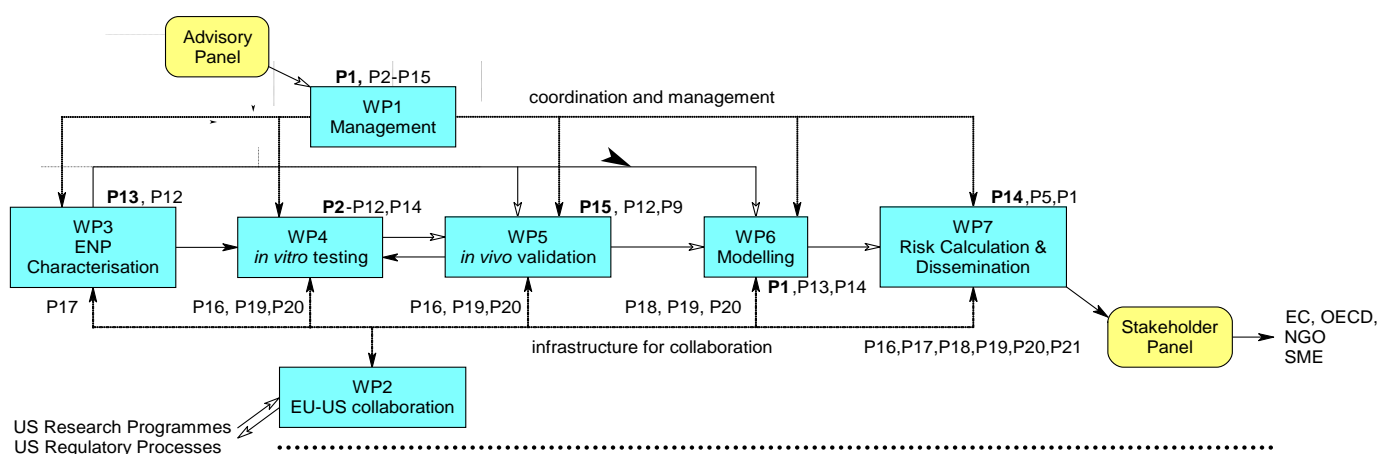 Advisory
Panel
P1, P2-P15
WP1
Management
coordination and management
P13, P12
WP3
ENP
Characterisation
P2-P12,P14
WP4
in vitro testing
P15, P12,P9
WP5
in vivo validation
WP6
Modelling
P1,P13,P14
P14,P5,P1
WP7
Risk Calculation &
Dissemination
P17
P16, P19,P20
P16, P19,P20
P18, P19, P20
P16,P17,P18,P19,P20,P21
infrastructure for collaboration
Stakeholder
Panel
EC, OECD,
NGO
SME
WP2
EU-US collaboration
US Research Programmes
US Regulatory Processes